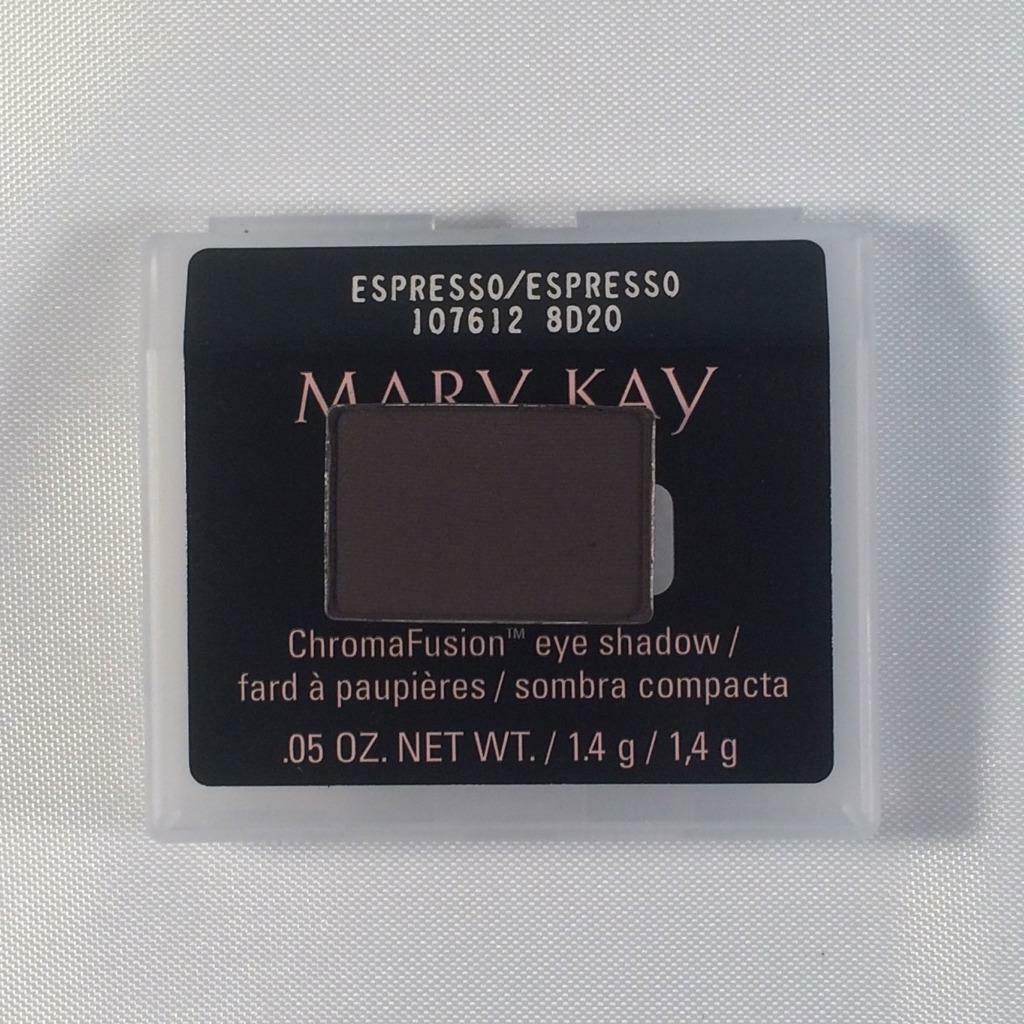 ESPRESSO/ESPRESSO
107612 8D20
MARY KAY
ChromaFusion™ eye shadow /
fard à paupières / sombra compacta
.05 OZ. NET WT. / 1.4 g / 1,4 g